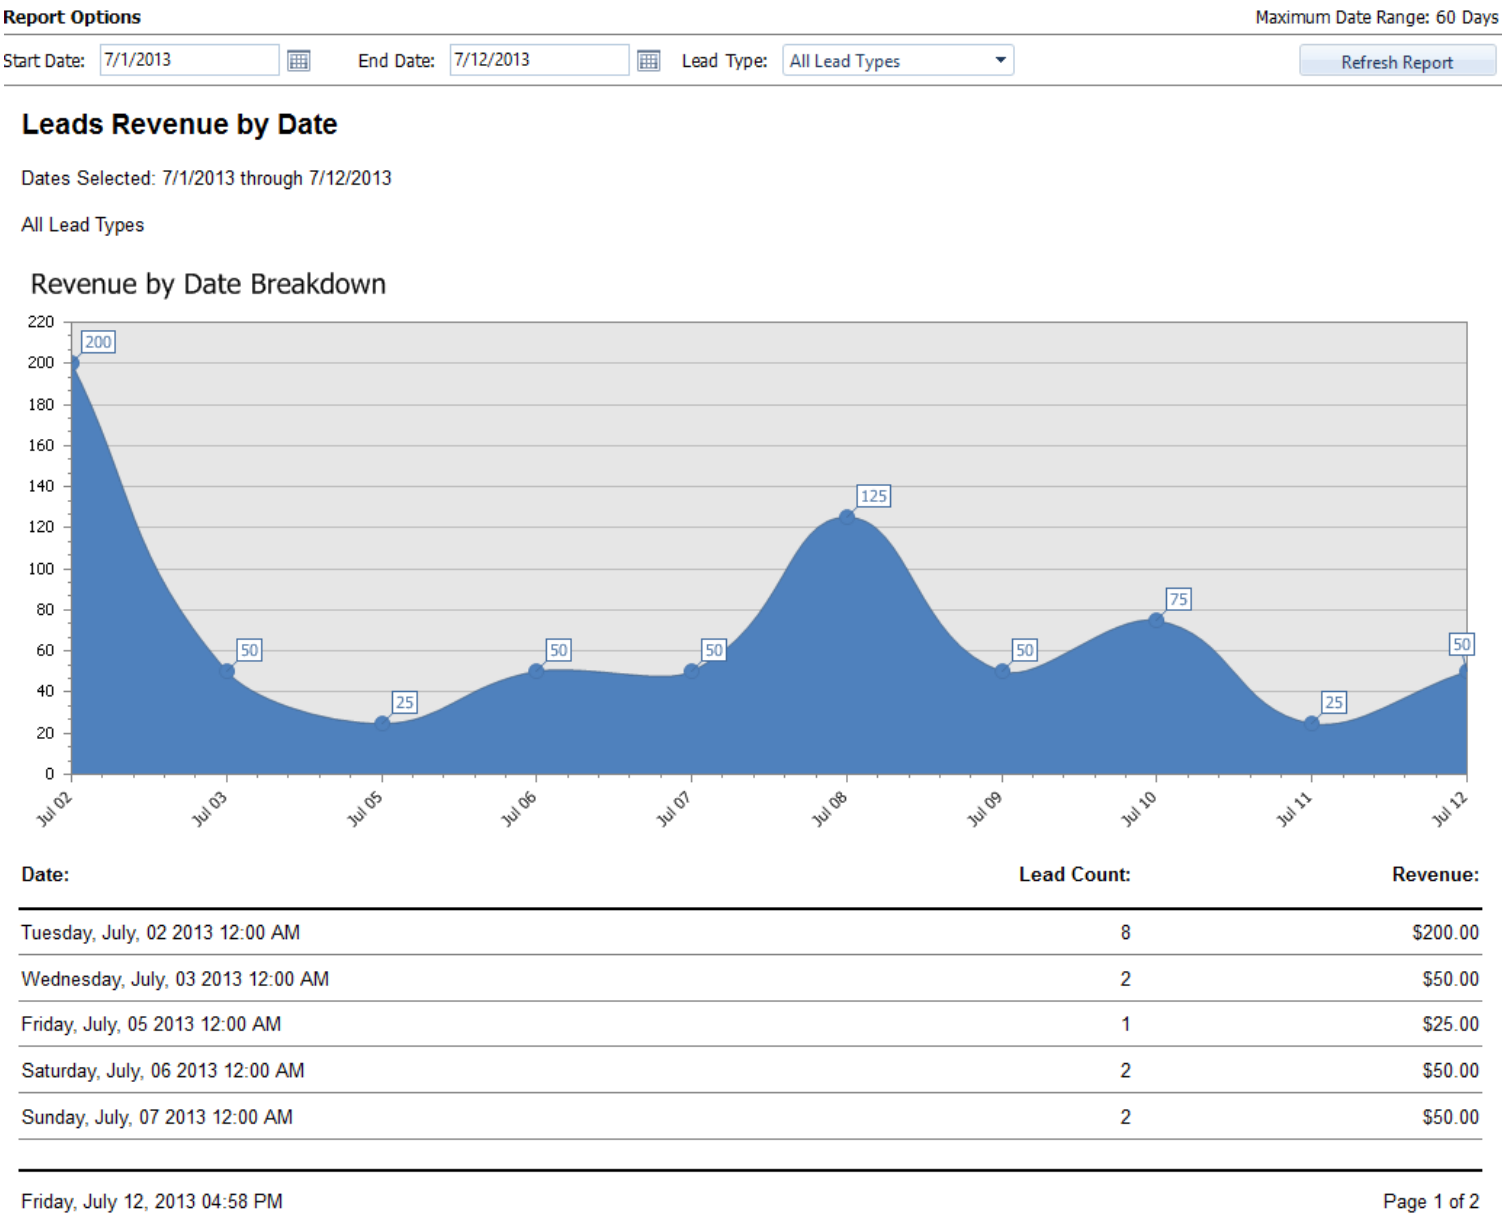 Report Options Maximum Date Range: 60 Days
Start Date: 7/1/2013 End Date: 7/12/2013 Lead Type: All Lead Types Refresh Report
Leads Revenue by Date
Dates Selected: 7/1/2013 through 7/12/2013
All Lead Types
Revenue by Date Breakdown
220
200
180
160
140
120
100
80
60
40
20
0
200
50
25
50
50
125
50
75
25
50
Jul 02 Jul 03 Jul 05 Jul 06 Jul 07 Jul 08 Jul 09 Jul 10 Jul 11 Jul 12
Date: Lead Count: Revenue:
Tuesday, July, 02 2013 12:00 AM 8 $200.00
Wednesday, July, 03 2013 12:00 AM 2 $50.00
Friday, July, 05 2013 12:00 AM 1 $25.00
Saturday, July, 06 2013 12:00 AM 2 $50.00
Sunday, July, 07 2013 12:00 AM 2 $50.00
Friday, July 12, 2013 04:58 PM Page 1 of 2